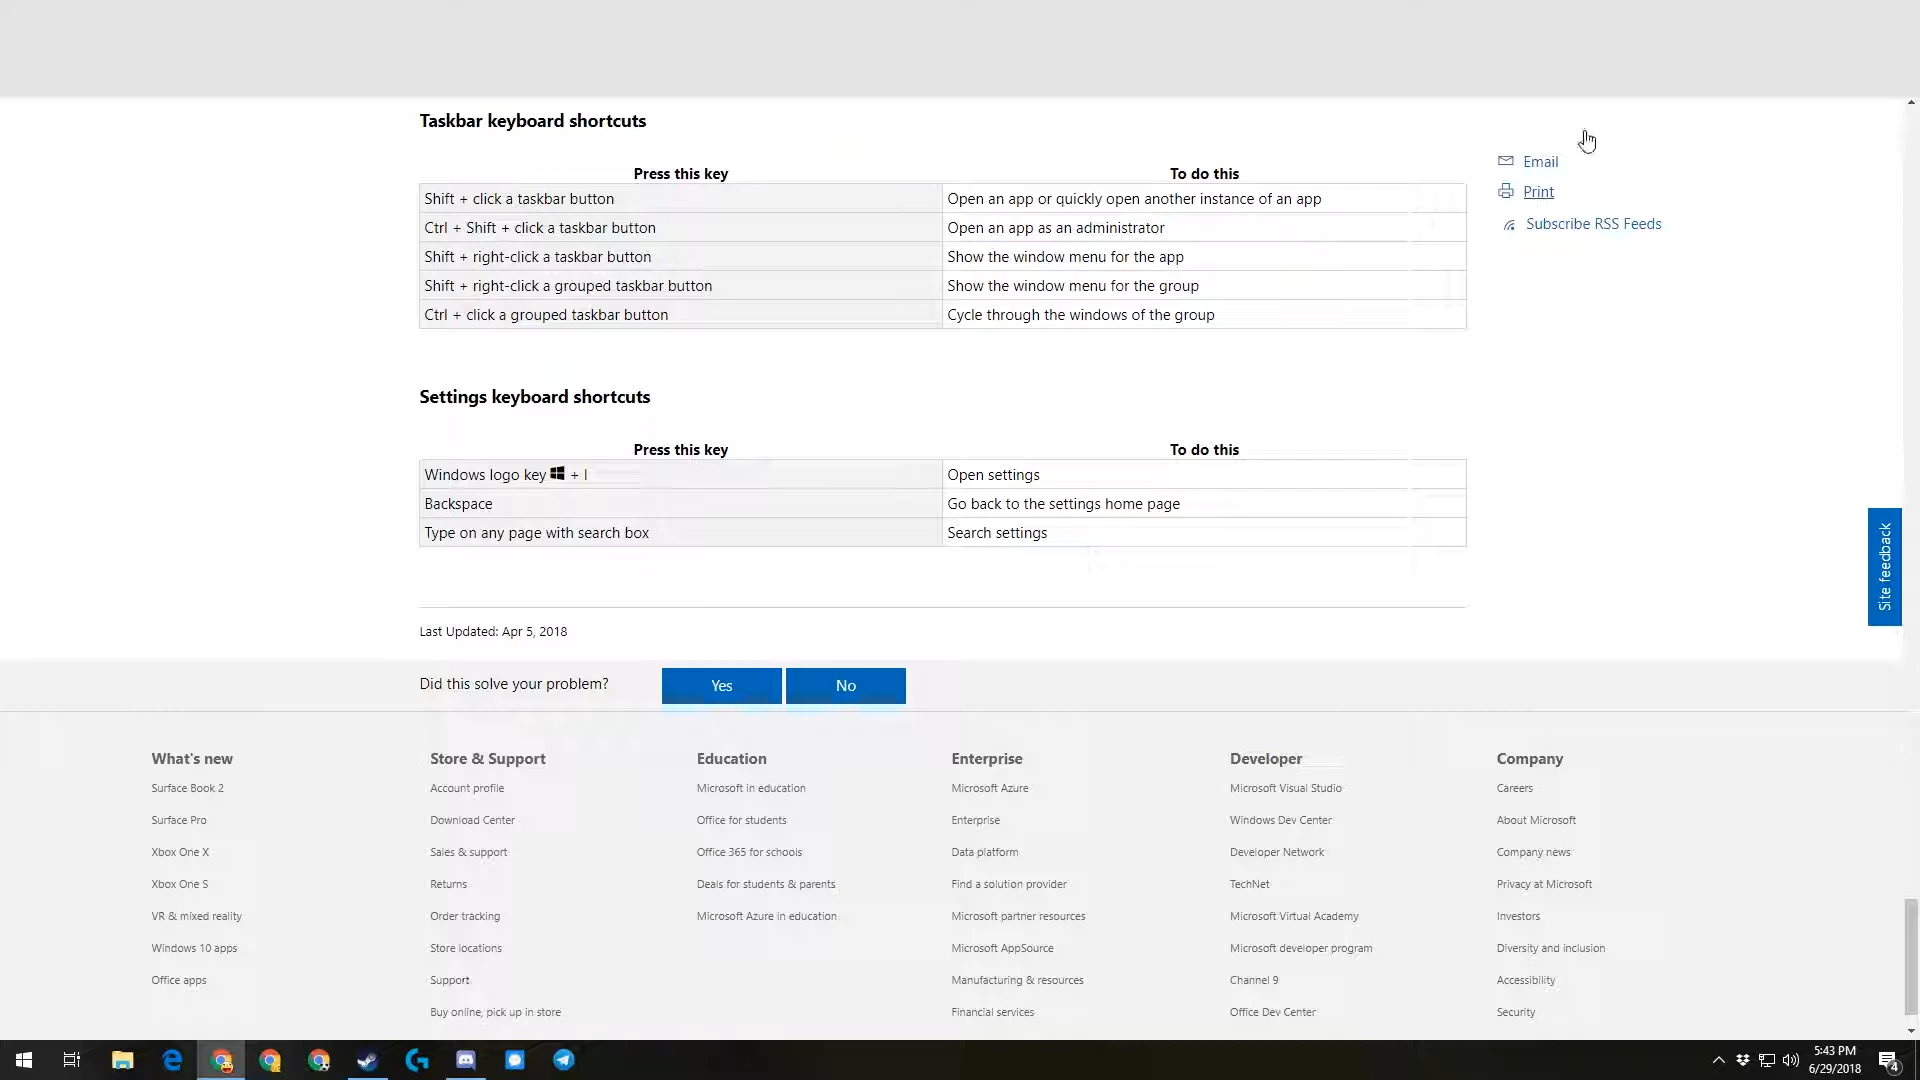 Taskbar keyboard shortcuts
Email
Press this key To do this
Print
Shift + click a taskbar button Open an app or quickly open another instance of an app
Subscribe RSS Feeds
Ctrl + Shift + click a taskbar button Open an app as an administrator
Shift + right-click a taskbar button Show the window menu for the app
Shift + right-click a grouped taskbar button Show the window menu for the group
Ctrl + click a grouped taskbar button Cycle through the windows of the group
Settings keyboard shortcuts
Press this key To do this
Windows logo key + I Open settings
Backspace Go back to the settings home page
Type on any page with search box Search settings
Site feedback
Last Updated: Apr 5, 2018
Did this solve your problem? Yes No
What's new Store & Support Education Enterprise Developer Company
Surface Book 2 Account profile Microsoft in education Microsoft Azure Microsoft Visual Studio Careers
Surface Pro Download Center Office for students Enterprise Windows Dev Center About Microsoft
Xbox One X Sales & support Office 365 for schools Data platform Developer Network Company news
Xbox One S Returns Deals for students & parents Find a solution provider TechNet Privacy at Microsoft
VR & mixed reality Order tracking Microsoft Azure in education Microsoft partner resources Microsoft Virtual Academy Investors
Windows 10 apps Store locations Microsoft AppSource Microsoft developer program Diversity and inclusion
Office apps Support Manufacturing & resources Channel 9 Accessibility
Buy online, pick up in store Financial services Office Dev Center Security
5:43 PM
6/29/2018
4